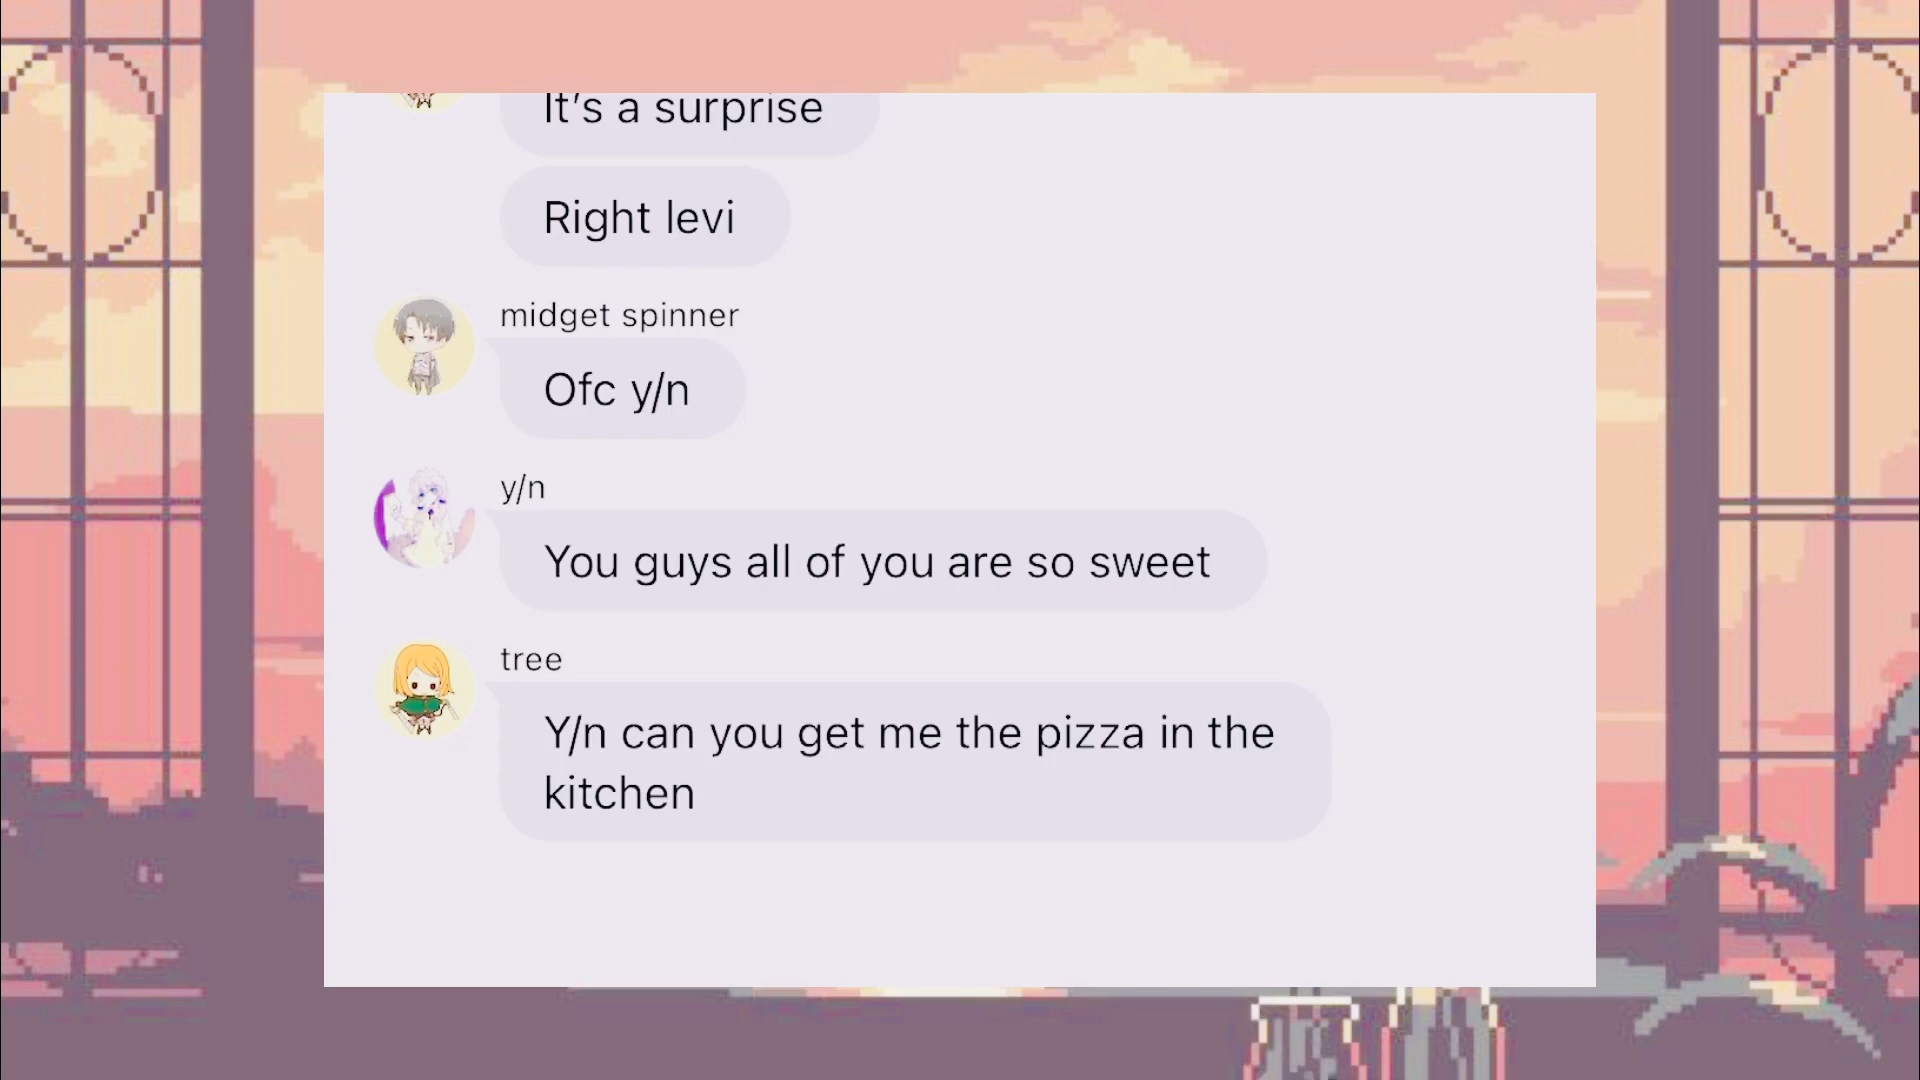 It's a surprise
Right levi
midget spinner
Ofc y/n
y/n
You guys all of you are so sweet
tree
Y/n can you get me the pizza in the
kitchen